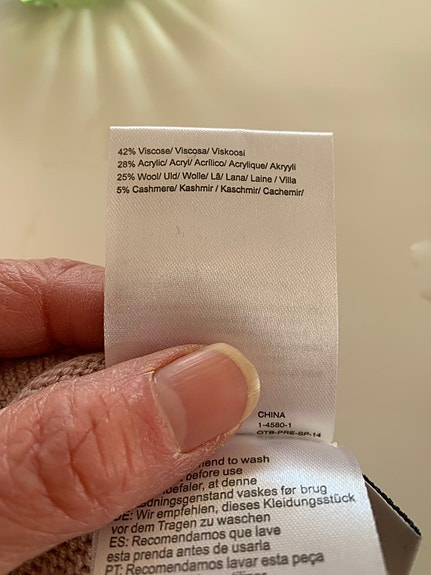 42% Viscose/ Viscosa/ Viskoosi
28% Acrylic/ Acryl/ Acrílico/ Acrylique/ Akryyli
25% Wool/ Uld/ Wolle/ Lã/ Lana/ Laine / Villa
5% Cashmere/ Kashmir / Kaschmir/ Cachemir/
CHINA
1-4580-1
OTB-PRE-SP-14
to wash
before use
at denne
vaskes før brug
DE: Wir empfehlen, dieses Kleidungsstück
vor dem Tragen zu waschen
ES: Recomendamos que lave
esta prenda antes de usarla
PT: Recomendamos lavar esta peça